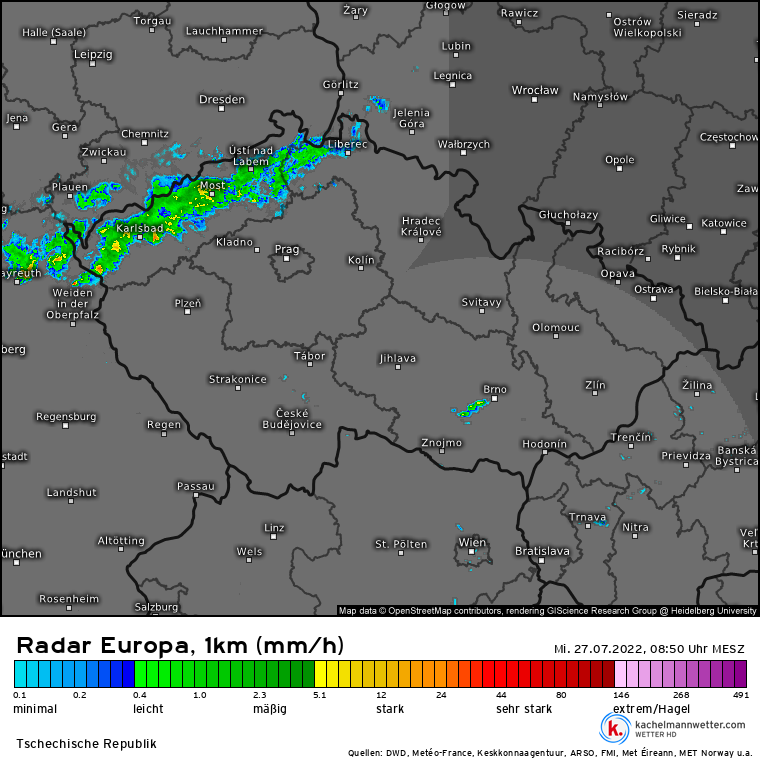 Żary
Głogów
Rawicz
Ostrów
Wielkopolski
Sieradz
Torgau
Halle (Saale)
Lauchhammer
Leipzig
Lubin
Legnica
Görlitz
Wrocław
Namysłów
Dresden
Jelenia
Góra
Jena
Gera
Chemnitz
Częstochow
Wałbrzych
Liberec
Ústí nad
Labem
Zwickau
Opole
Plauen
Most
Zaw
g
Głuchołazy
Gliwice
Katowice
Hradec
Králové
Karlsbad
Kladno
Prag
Kolín
Racibórz
Rybnik
Opava
ayreuth
Ostrava
Bielsko-Biała
Weiden
in der
Oberpfalz
Plzeň
Svitavy
Olomouc
berg
Tábor
Jihlava
Strakonice
Brno
Zlín
Žilina
L
Regensburg
Regen
České
Budějovice
Znojmo
Hodonín
Trenčín
Prievidza
Banská
Bystrica
stadt
Landshut
Passau
Trnava
Nitra
Linz
Altötting
Wels
St. Pölten
Wien
Bratislava
Veľ
Krt
ünchen
Rosenheim
Salzburg
Map data © OpenStreetMap contributors, rendering GIScience Research Group @ Heidelberg University
Radar Europa, 1km (mm/h)
Mi. 27.07.2022, 08:50 Uhr MESZ
0.1 0.2 0.4 1.0 2.3 5.1 12 24 44 80 146 268 491
minimal leicht mäßig stark sehr stark extrem/Hagel
k.
kachelmannwetter.com
WETTER HD
Tschechische Republik
Quellen: DWD, Metéo-France, Keskkonnaagentuur, ARSO, FMI, Met Éireann, MET Norway u.a.